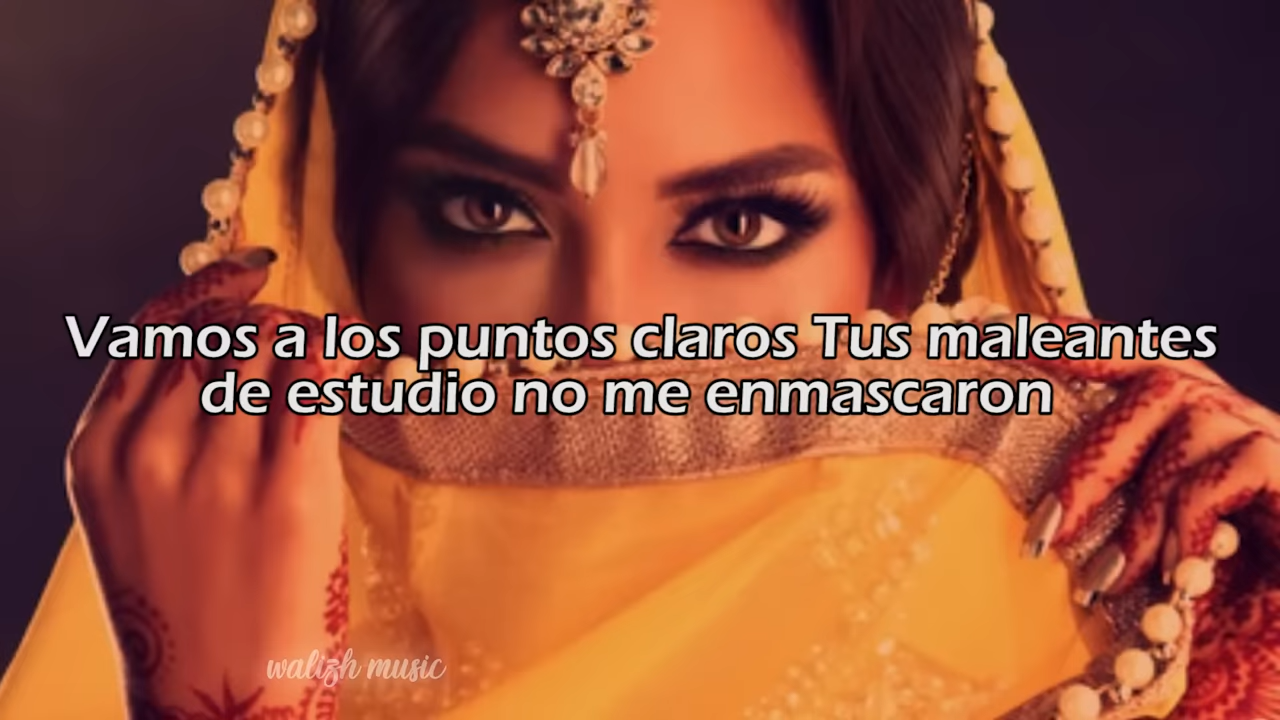 Vamos a los puntos claros Tus maleantes
de estudio no me enmascaron
walizh music